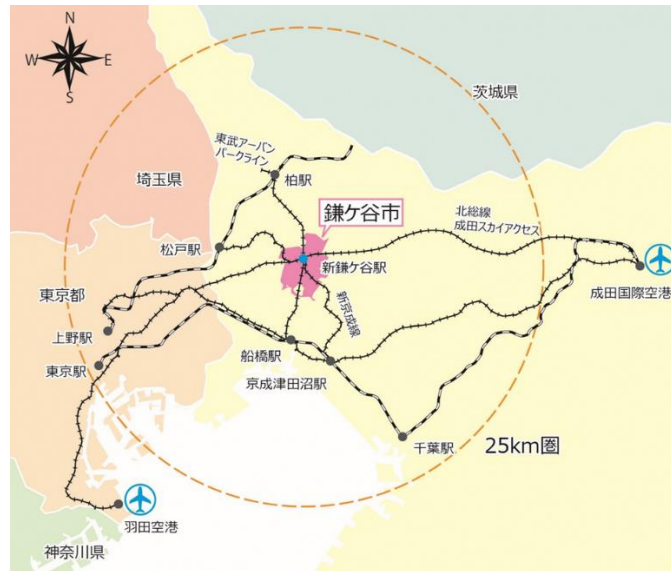 N
W
E
S
茨城県
東武アーバン
パークライン
柏駅
埼玉県
鎌ケ谷市
北総線
成田スカイアクセス
松戸駅
新鎌ケ谷駅
成田国際空港
東京都
新京成線
上野駅
船橋駅
東京駅
京成津田沼駅
千葉駅
25km圏
羽田空港
神奈川県